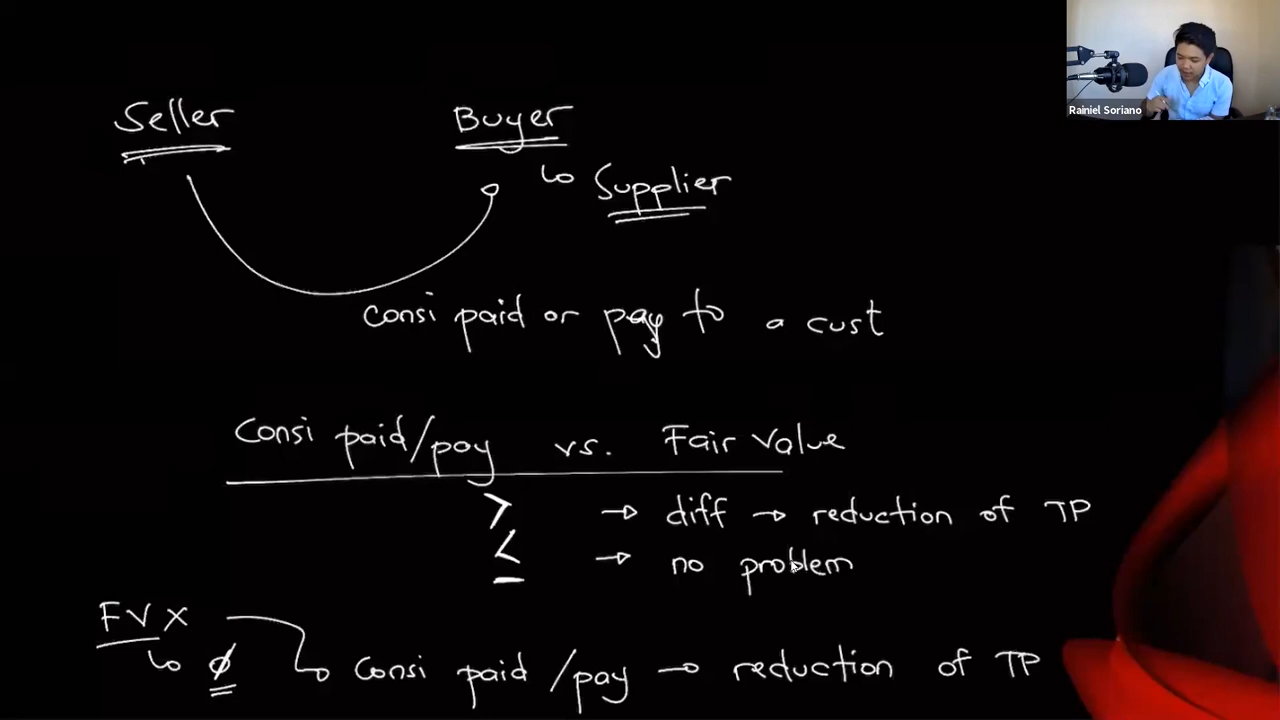 Rainiel Soriano
Seller Buyer
↳ Supplier
Consi paid or pay to a cust
Consi paid/pay vs. Fair Value
> → diff → reduction of TP
≤ → no problem
FV X
↳ ∅ → Consi paid/pay → reduction of TP